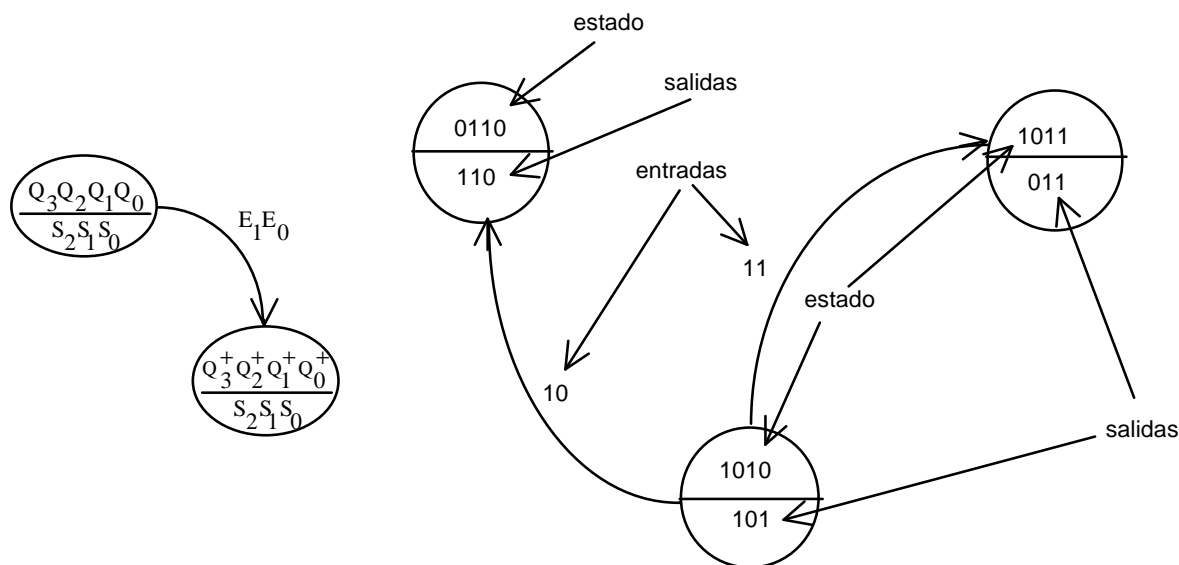 estado
salidas
0110
110
entradas
1011
011
Q3Q2Q1Q0
S2S1S0
E1E0
11
10
estado
Q3+Q2+Q1+Q0+
S2S1S0
salidas
1010
101